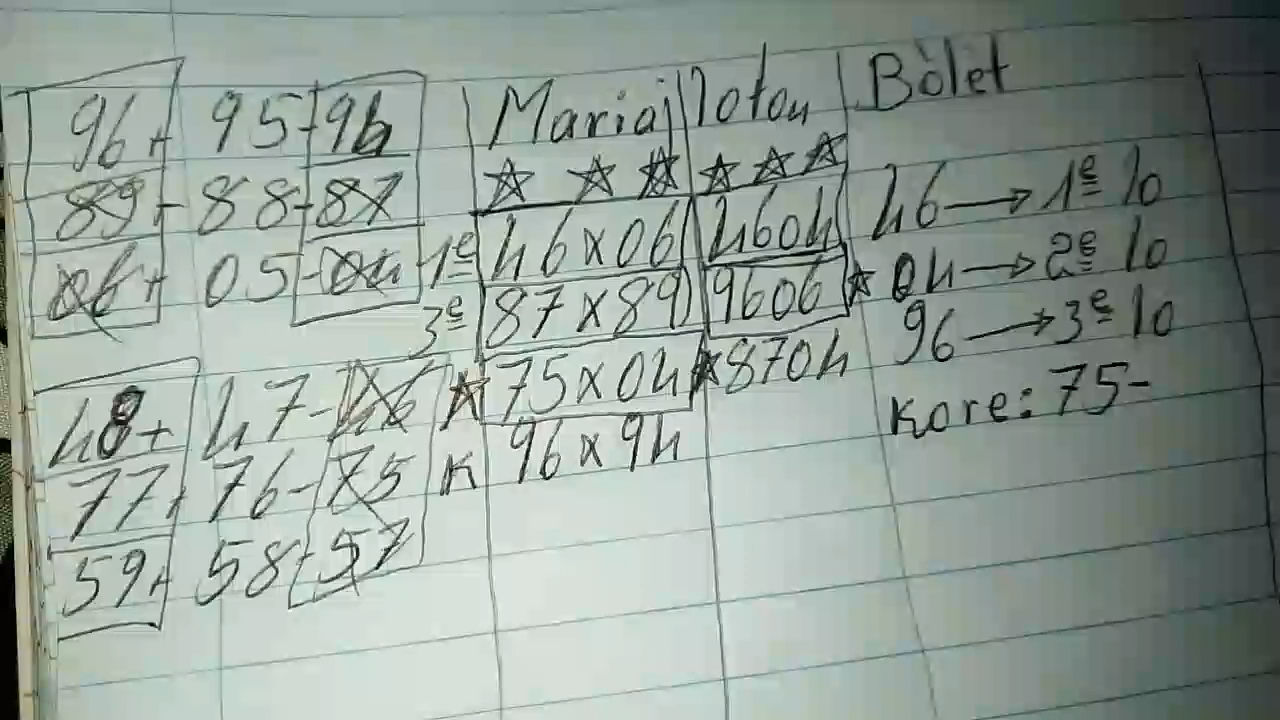 96+ 95-96 Mariaj loto4 Bòlet
89+ 88-87 ☆ ☆ ☆ ☆ ☆ ☆
06+ 05-04 1e 46x06 4604 46→1e lo
3e 87x89 9606 ☆ 04→2e lo
48+ 47-46 ☆ 75x04 ☆ 8704 96→3e lo
77+ 76-75 K 96x94 Kore: 75-
59+ 58-57